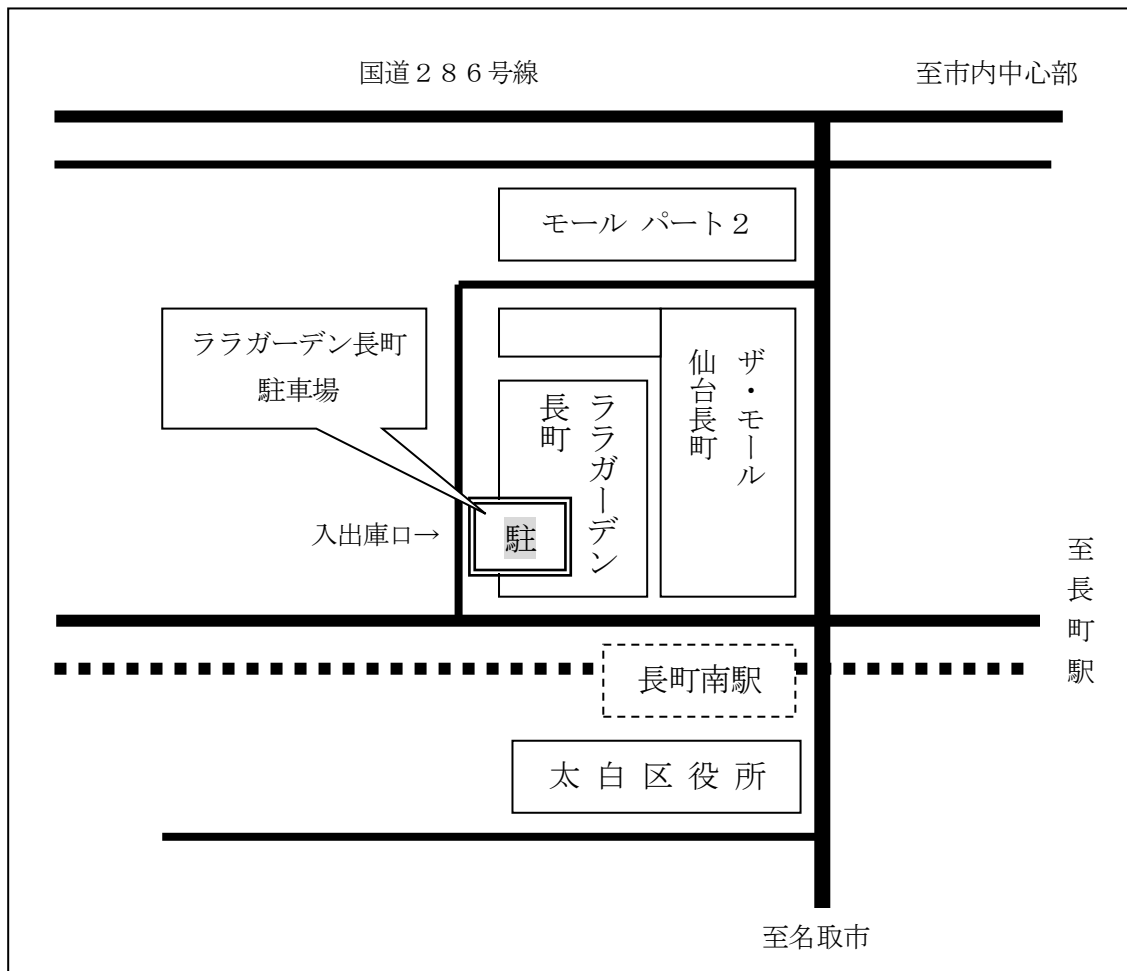 国道２８６号線
至市内中心部
モール パート２
ララガーデン長町
駐車場
ザ・モール
仙台長町
ララガーデン
長町
入出庫口→
駐
至長町駅
長町南駅
太白区役所
至名取市